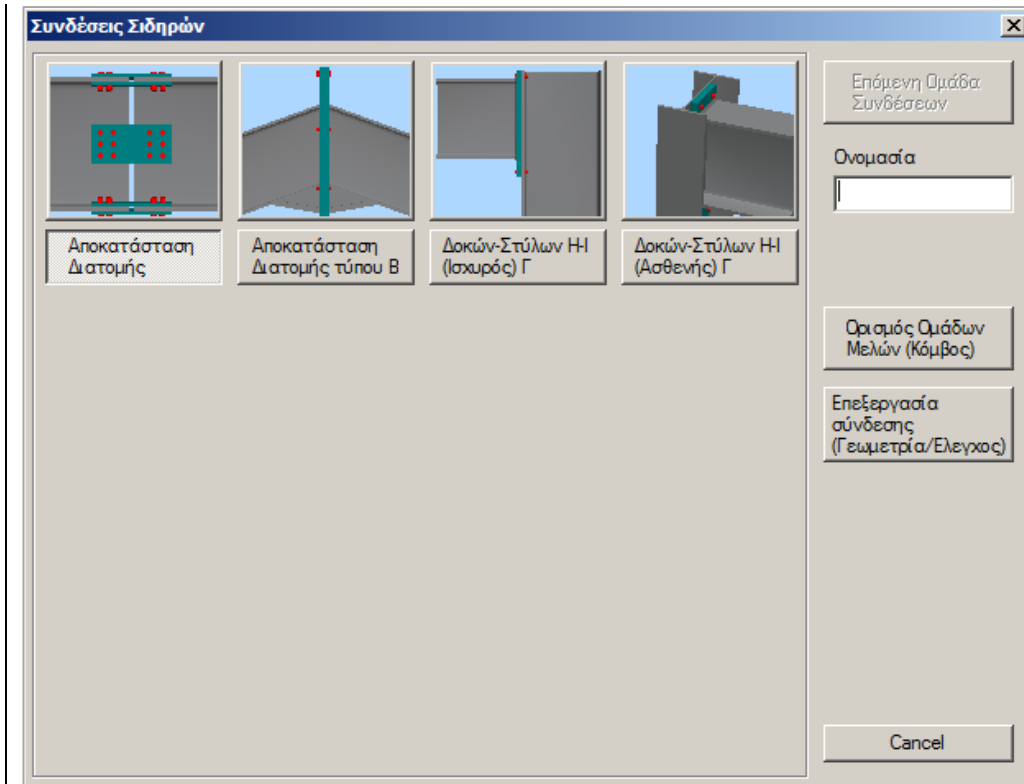 Συνδέσεις Σιδηρών
Επόμενη Ομάδα
Συνδέσεων
Ονομασία
Αποκατάσταση
Διατομής
Αποκατάσταση
Διατομής τύπου Β
Δοκών-Στύλων Η-Ι
(Ισχυρός) Γ
Δοκών-Στύλων Η-Ι
(Ασθενής) Γ
Ορισμός Ομάδων
Μελών (Κόμβος)
Επεξεργασία
σύνδεσης
(Γεωμετρία/Ελεγχος)
Cancel